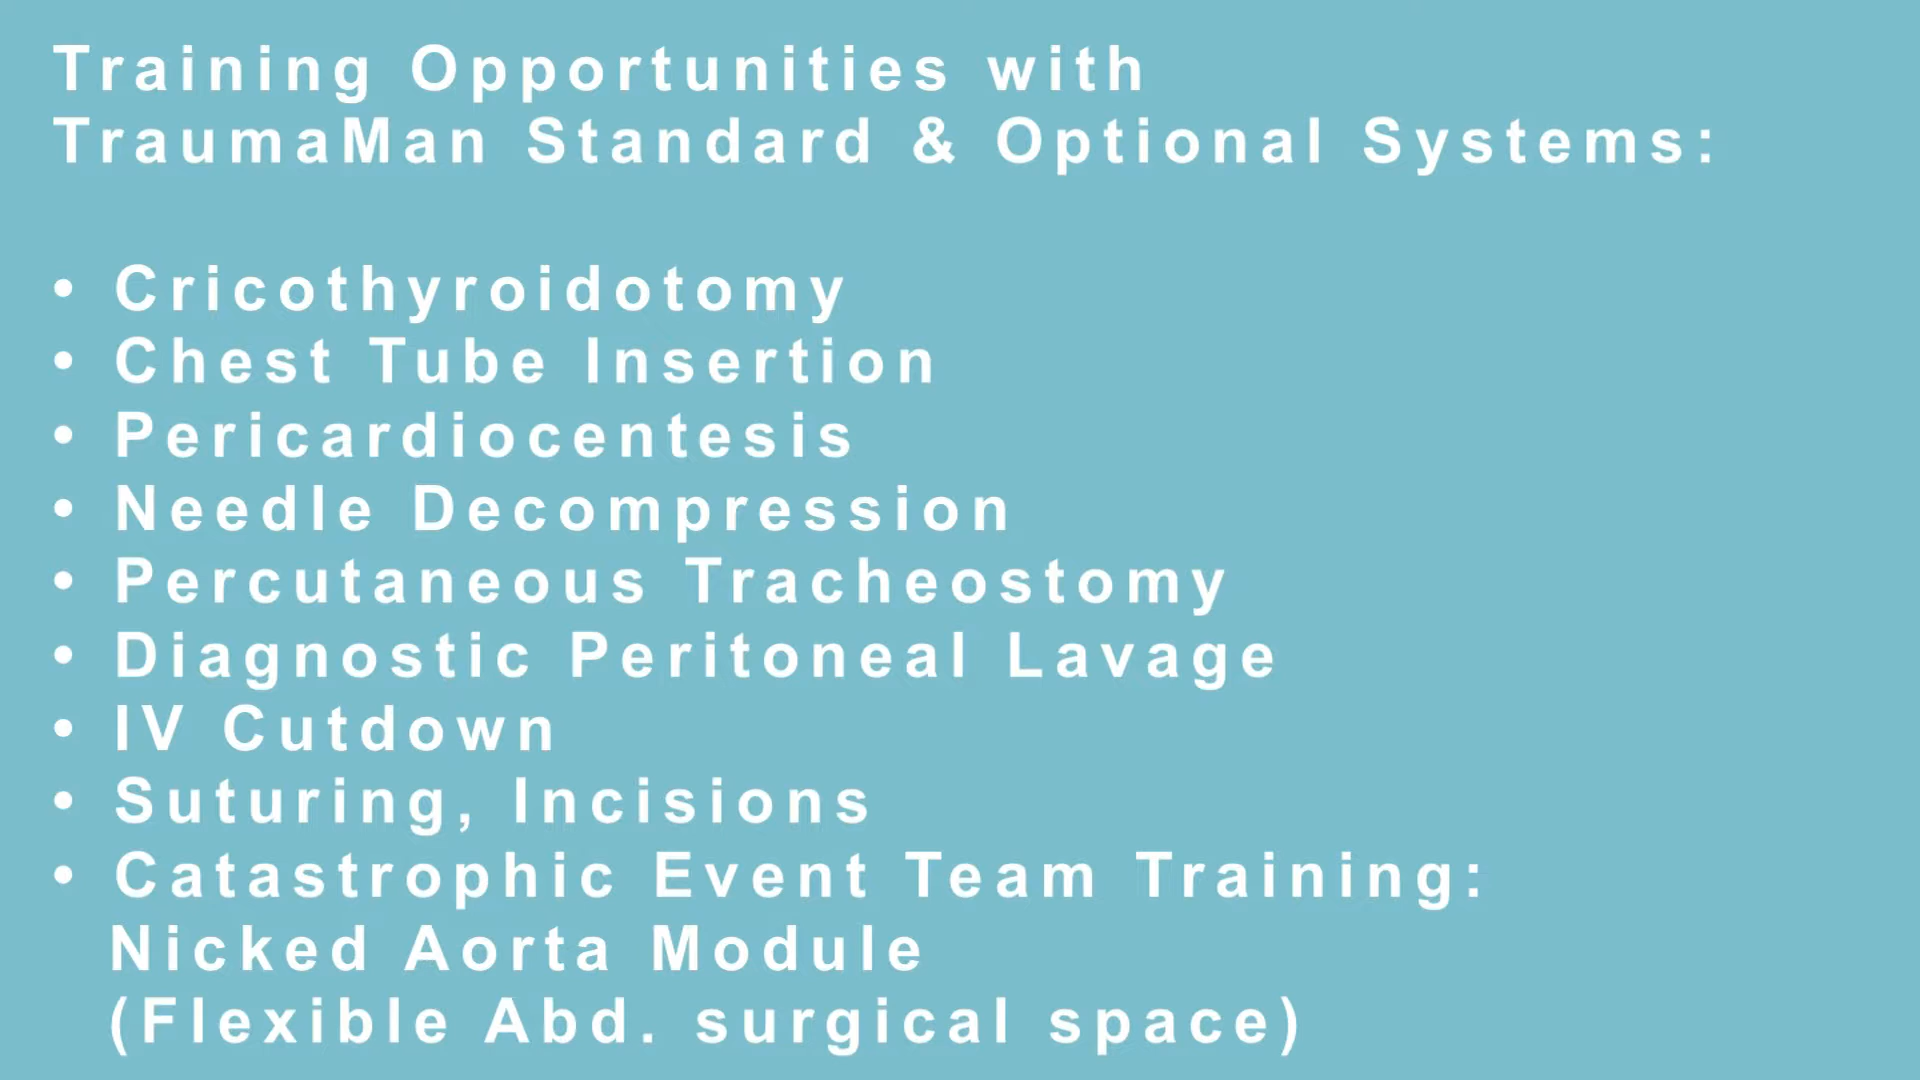 Training Opportunities with
TraumaMan Standard & Optional Systems:
• Cricothyroidotomy
• Chest Tube Insertion
• Pericardiocentesis
• Needle Decompression
• Percutaneous Tracheostomy
• Diagnostic Peritoneal Lavage
• IV Cutdown
• Suturing, Incisions
• Catastrophic Event Team Training:
Nicked Aorta Module
(Flexible Abd. surgical space)